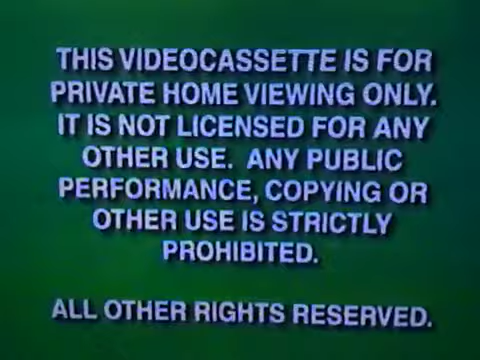 THIS VIDEOCASSETTE IS FOR
PRIVATE HOME VIEWING ONLY.
IT IS NOT LICENSED FOR ANY
OTHER USE. ANY PUBLIC
PERFORMANCE, COPYING OR
OTHER USE IS STRICTLY
PROHIBITED.
ALL OTHER RIGHTS RESERVED.